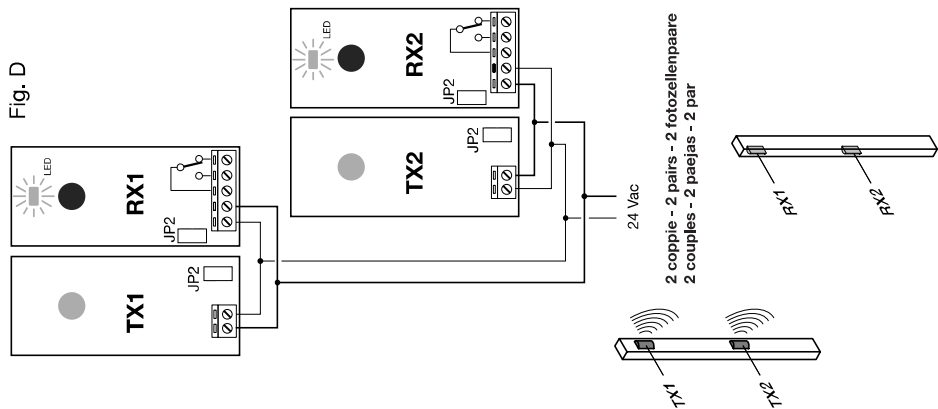 Fig. D
LED
RX1
JP2
TX1
JP2
LED
RX2
JP2
TX2
JP2
24 Vac
2 coppie - 2 pairs - 2 fotozellenpaare
2 couples - 2 paejas - 2 par
TX1
TX2
RX1
RX2